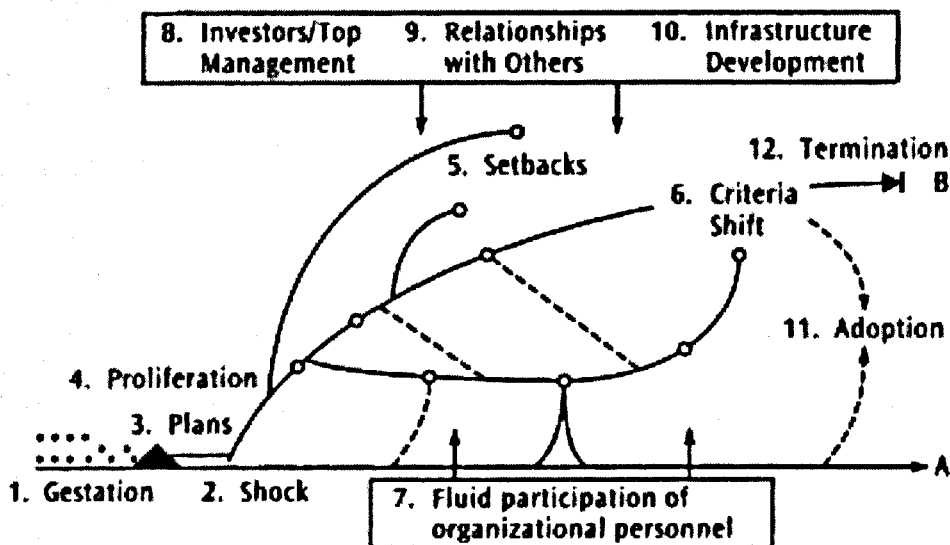 8. Investors/Top Management
9. Relationships with Others
10. Infrastructure Development
12. Termination
B
5. Setbacks
6. Criteria Shift
11. Adoption
4. Proliferation
3. Plans
A
1. Gestation
2. Shock
7. Fluid participation of
organizational personnel